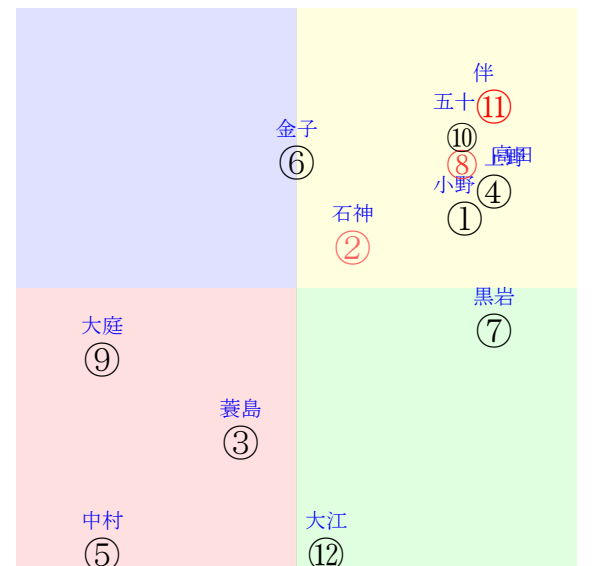 伴
五十 ⑪
金子 ⑩
⑥ ⑧
小野 ④
石神 ①
②
黒岩
大庭 ⑦
⑨
蓑島
③
中村 大江
⑤ ⑫